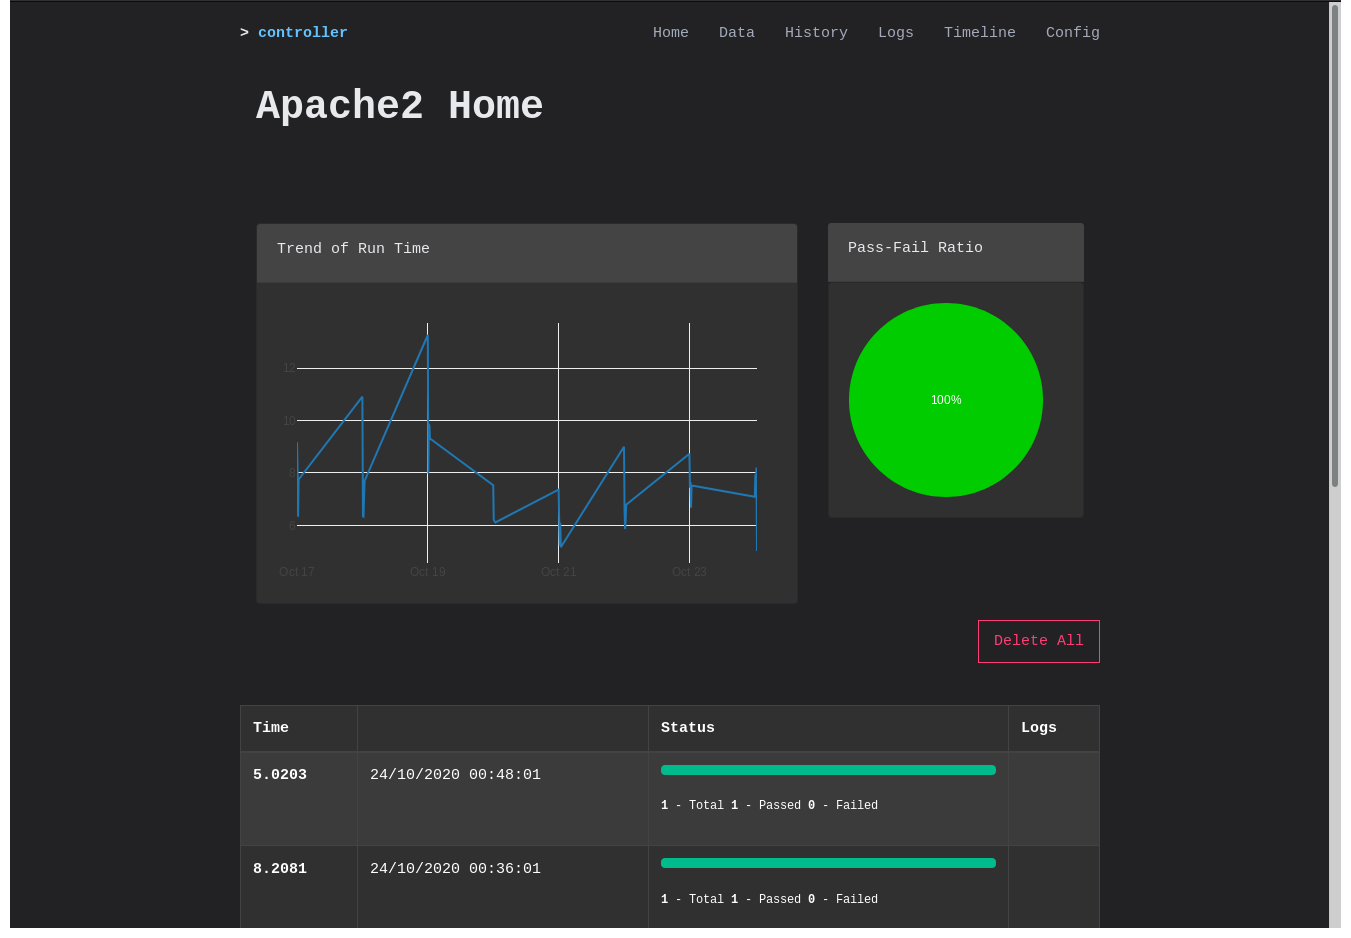 > controller Home Data History Logs Timeline Config
Apache2 Home
Trend of Run Time
12
10
8
6
Oct 17 Oct 19 Oct 21 Oct 23
Pass-Fail Ratio
100%
Delete All
Time Status Logs
5.0203 24/10/2020 00:48:01
1 - Total 1 - Passed 0 - Failed
8.2081 24/10/2020 00:36:01
1 - Total 1 - Passed 0 - Failed